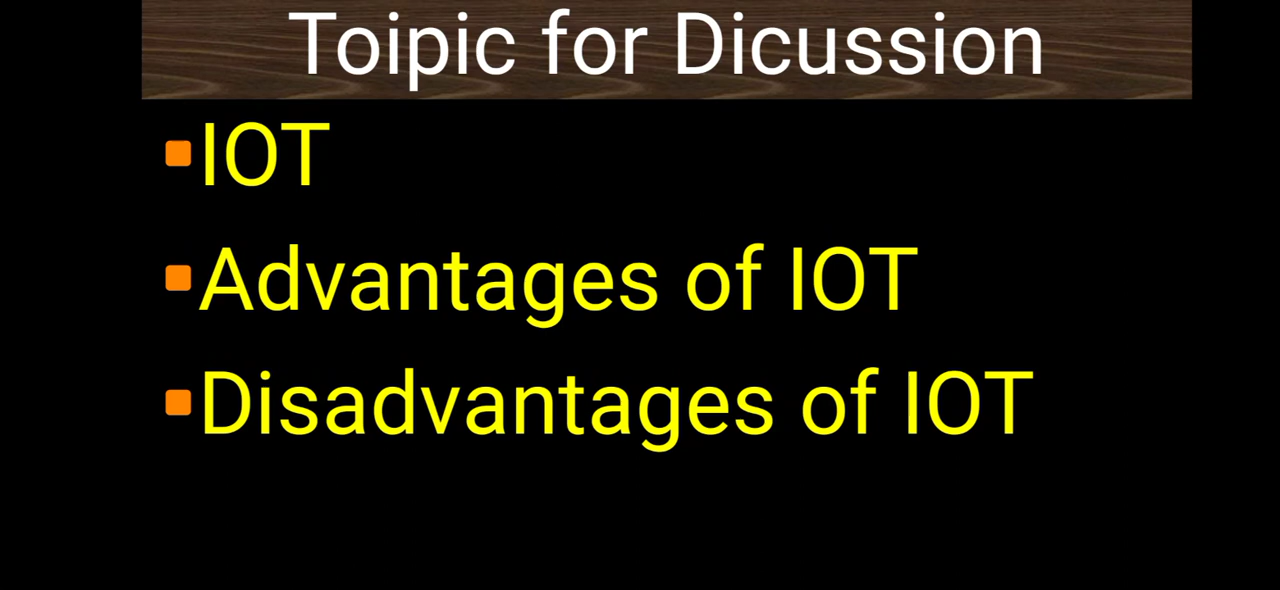 Toipic for Dicussion
IOT
Advantages of IOT
Disadvantages of IOT